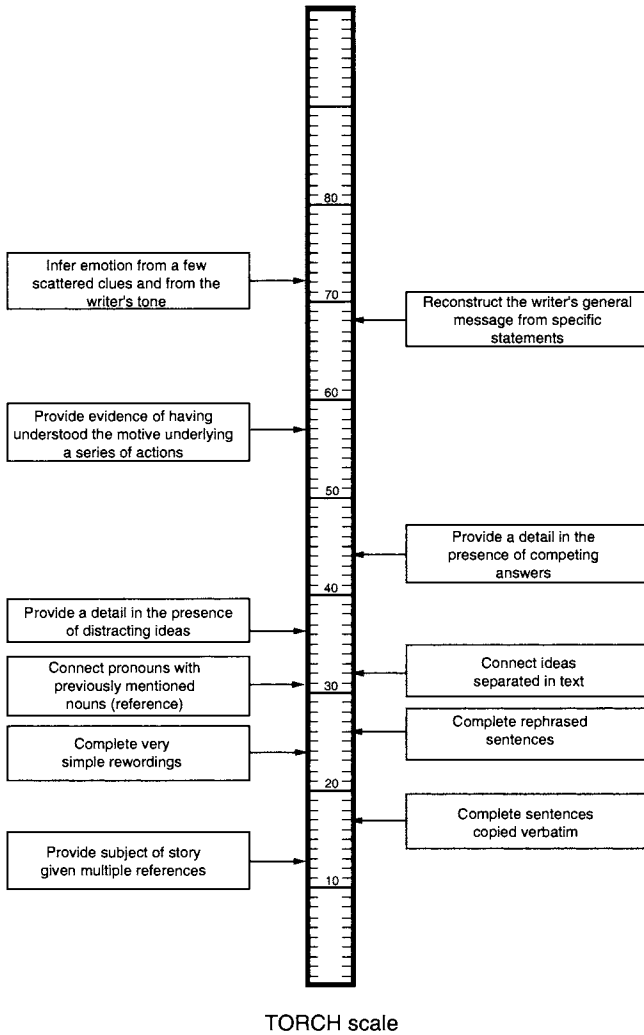 80
Infer emotion from a few
scattered clues and from the
writer's tone
70
Reconstruct the writer's general
message from specific
statements
60
Provide evidence of having
understood the motive underlying
a series of actions
50
Provide a detail in the
presence of competing
answers
40
Provide a detail in the presence
of distracting ideas
Connect pronouns with
previously mentioned
nouns (reference)
Connect ideas
separated in text
30
Complete rephrased
sentences
Complete very
simple rewordings
20
Complete sentences
copied verbatim
Provide subject of story
given multiple references
10
TORCH scale